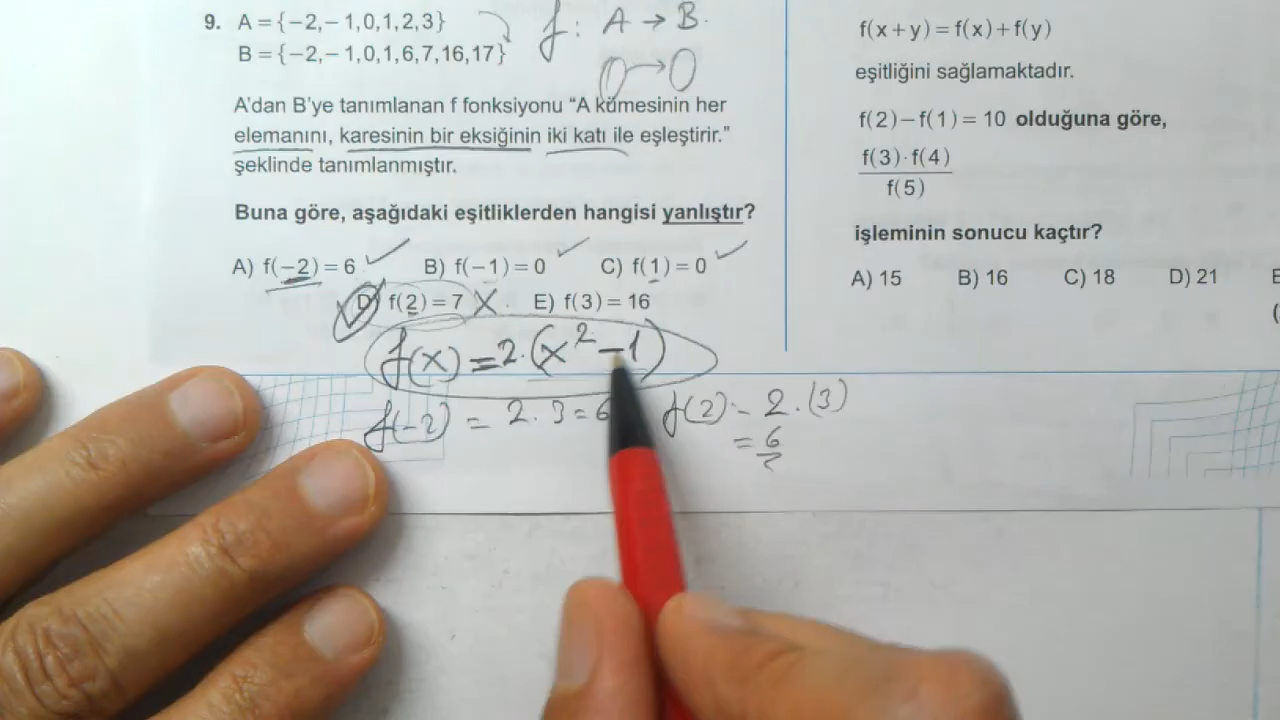 9. A = {−2,−1,0,1,2,3}
B = {−2,−1,0,1,6,7,16,17}
f : A → B
A'dan B'ye tanımlanan f fonksiyonu “A kümesinin her
elemanını, karesinin bir eksiğinin iki katı ile eşleştirir.”
şeklinde tanımlanmıştır.
Buna göre, aşağıdaki eşitliklerden hangisi yanlıştır?
A) f(−2) = 6 B) f(−1) = 0 C) f(1) = 0
D) f(2) = 7 E) f(3) = 16
f(x) = 2.(x² − 1)
f(−2) = 2.3 = 6
f(2) = 2.(3)
= 6
f(x+y) = f(x)+f(y)
eşitliğini sağlamaktadır.
f(2)−f(1) = 10 olduğuna göre,
f(3)·f(4)
f(5)
işleminin sonucu kaçtır?
A) 15 B) 16 C) 18 D) 21